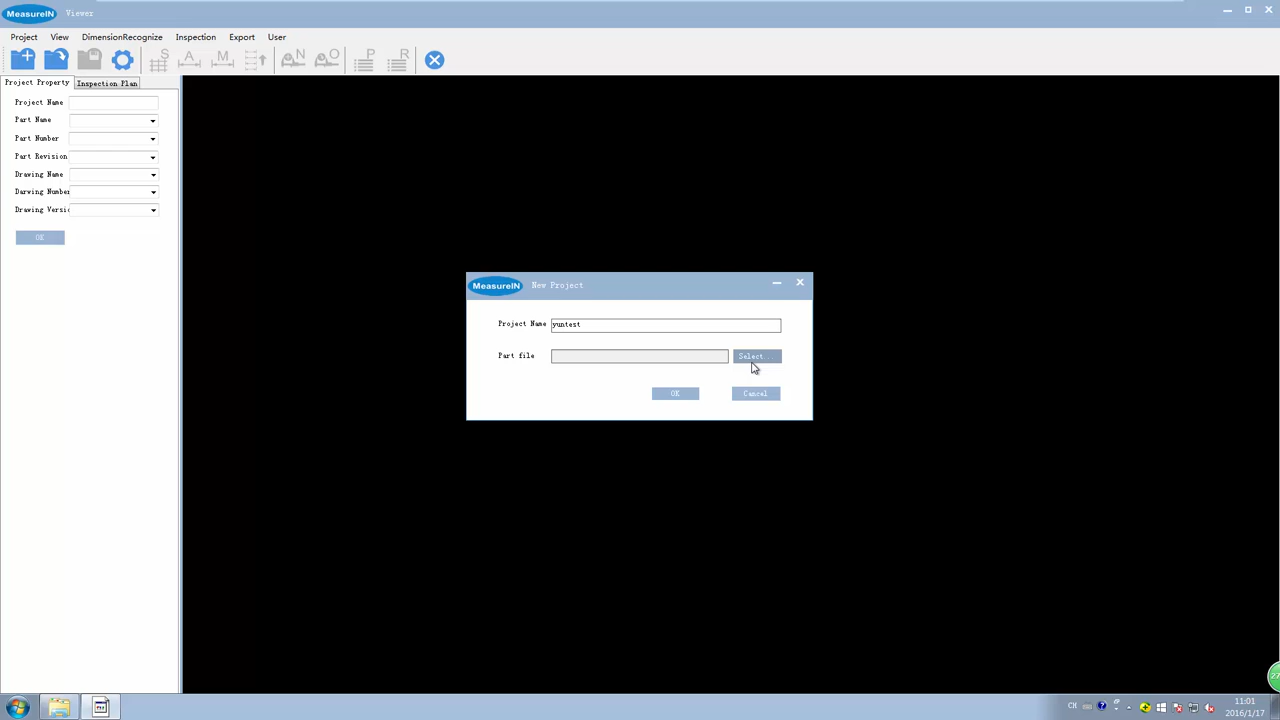 MeasureIN Viewer
Project View DimensionRecognize Inspection Export User
S A M N O P R
Project Property Inspection Plan
Project Name
Part Name
Part Number
Part Revision
Drawing Name
Darwing Number
Drawing Versic
OK
MeasureIN New Project
Project Name yuntest
Part file Select...
OK Cancel
27
CH 11:01
2016/1/17